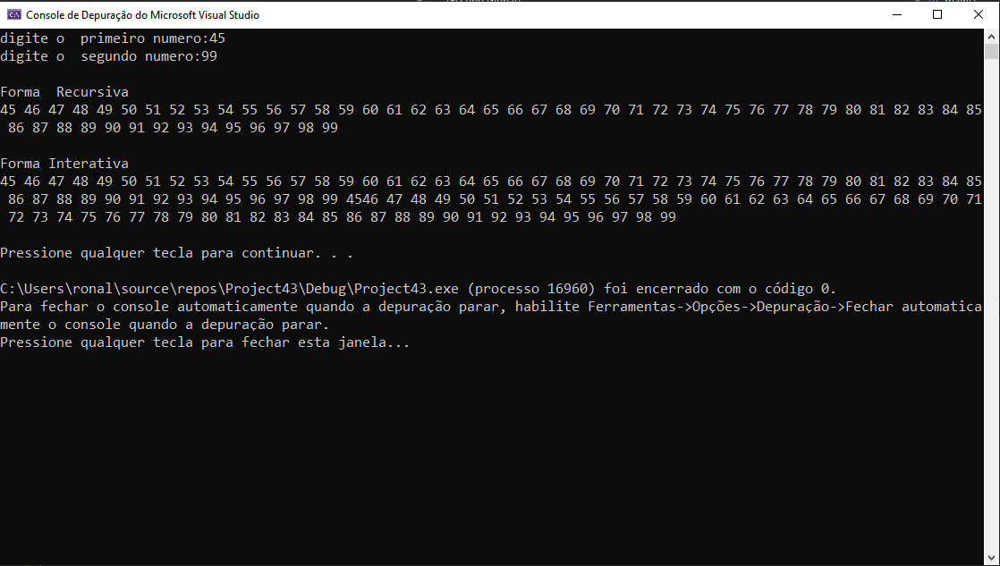 Console de Depuração do Microsoft Visual Studio
digite o  primeiro numero:45
digite o  segundo numero:99
Forma  Recursiva
45 46 47 48 49 50 51 52 53 54 55 56 57 58 59 60 61 62 63 64 65 66 67 68 69 70 71 72 73 74 75 76 77 78 79 80 81 82 83 84 85
86 87 88 89 90 91 92 93 94 95 96 97 98 99
Forma Interativa
45 46 47 48 49 50 51 52 53 54 55 56 57 58 59 60 61 62 63 64 65 66 67 68 69 70 71 72 73 74 75 76 77 78 79 80 81 82 83 84 85
86 87 88 89 90 91 92 93 94 95 96 97 98 99 4546 47 48 49 50 51 52 53 54 55 56 57 58 59 60 61 62 63 64 65 66 67 68 69 70 71
72 73 74 75 76 77 78 79 80 81 82 83 84 85 86 87 88 89 90 91 92 93 94 95 96 97 98 99
Pressione qualquer tecla para continuar. . .
C:\Users\ronal\source\repos\Project43\Debug\Project43.exe (processo 16960) foi encerrado com o código 0.
Para fechar o console automaticamente quando a depuração parar, habilite Ferramentas->Opções->Depuração->Fechar automatica
mente o console quando a depuração parar.
Pressione qualquer tecla para fechar esta janela...